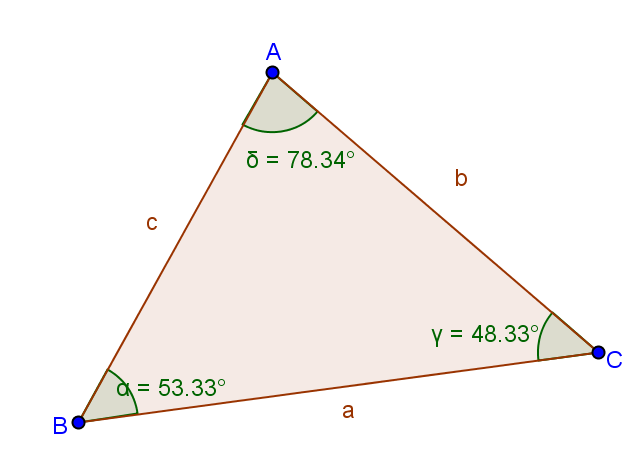 A
δ = 78.34°
b
c
γ = 48.33°
C
α = 53.33°
a
B